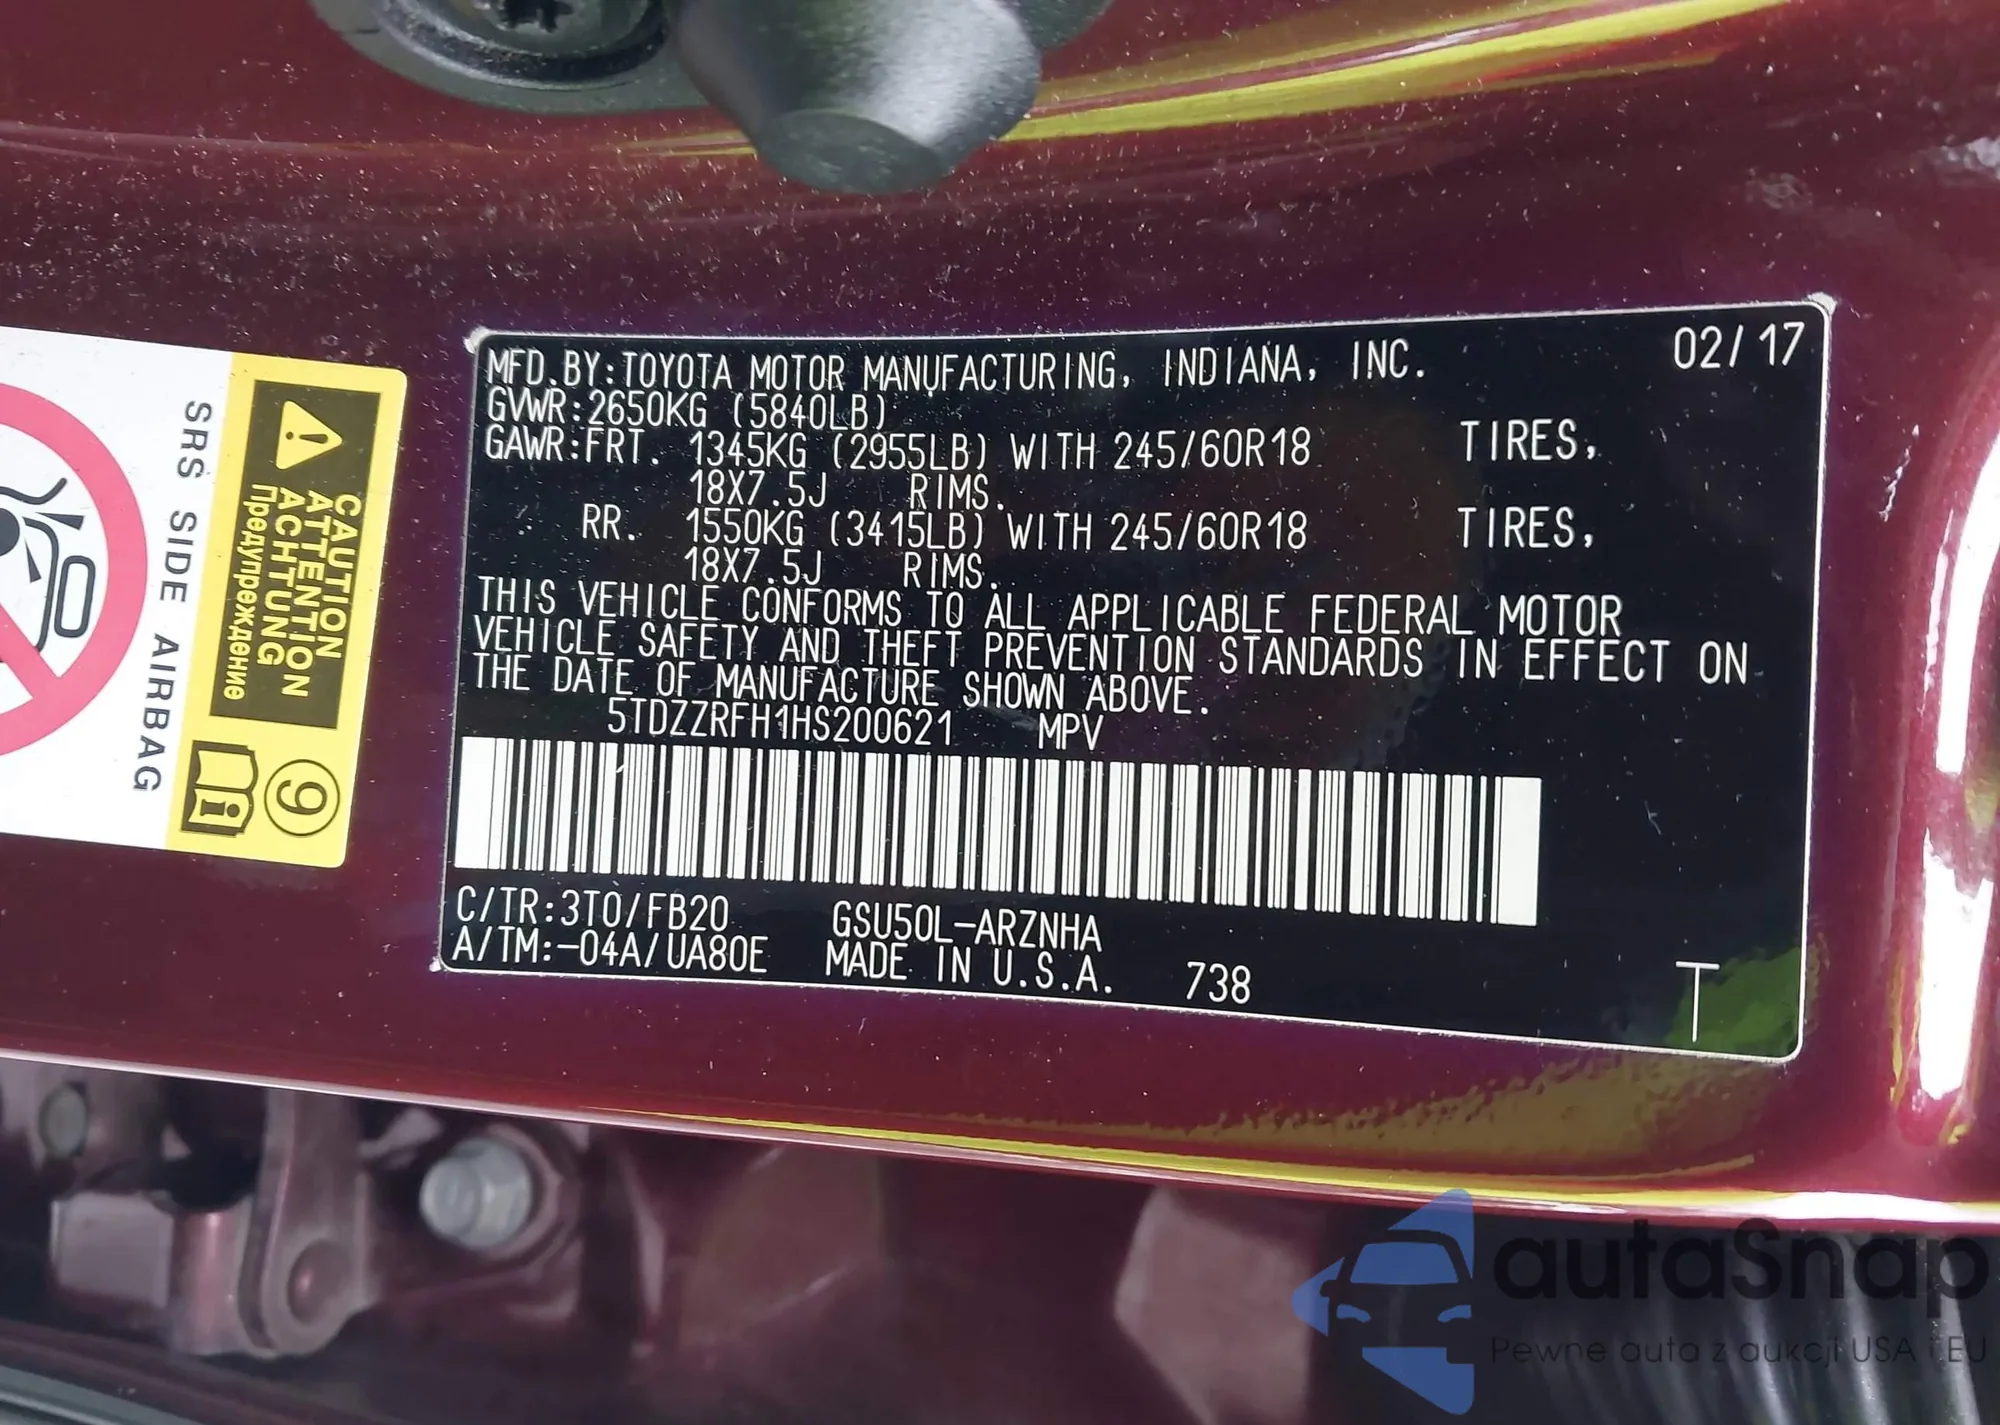 MFD.BY:TOYOTA MOTOR MANUFACTURING, INDIANA, INC. 02/17
GVWR:2650KG (5840LB)
GAWR:FRT. 1345KG (2955LB) WITH 245/60R18 TIRES,
18X7.5J RIMS.
RR. 1550KG (3415LB) WITH 245/60R18 TIRES,
18X7.5J RIMS.
THIS VEHICLE CONFORMS TO ALL APPLICABLE FEDERAL MOTOR
VEHICLE SAFETY AND THEFT PREVENTION STANDARDS IN EFFECT ON
THE DATE OF MANUFACTURE SHOWN ABOVE.
5TDZZRFH1HS200621 MPV
C/TR:3T0/FB20 GSU50L-ARZNHA
A/TM:-04A/UA80E MADE IN U.S.A. 738 T
CAUTION
ATTENTION
ACHTUNG
Предупреждение
9
i
SRS SIDE AIRBAG
autaSnap
Pewne auta z aukcji USA i EU